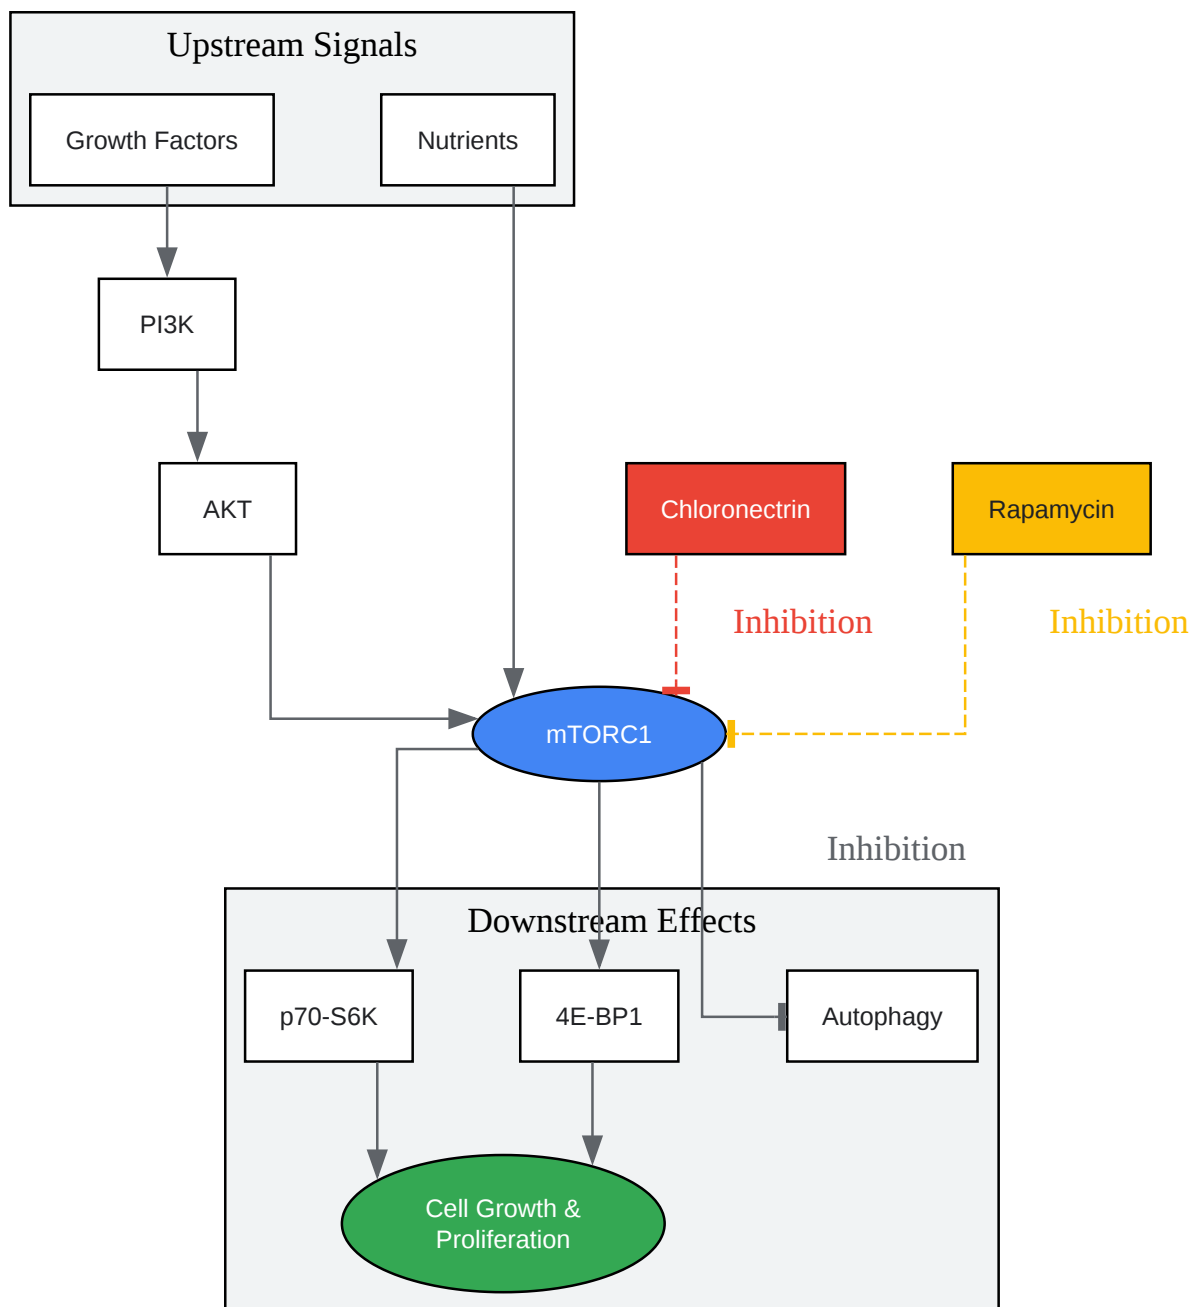 Upstream Signals
Growth Factors
Nutrients
PI3K
AKT
Chloronectrin
Rapamycin
Inhibition
Inhibition
mTORC1
Inhibition
Downstream Effects
p70-S6K
4E-BP1
Autophagy
Cell Growth &
Proliferation